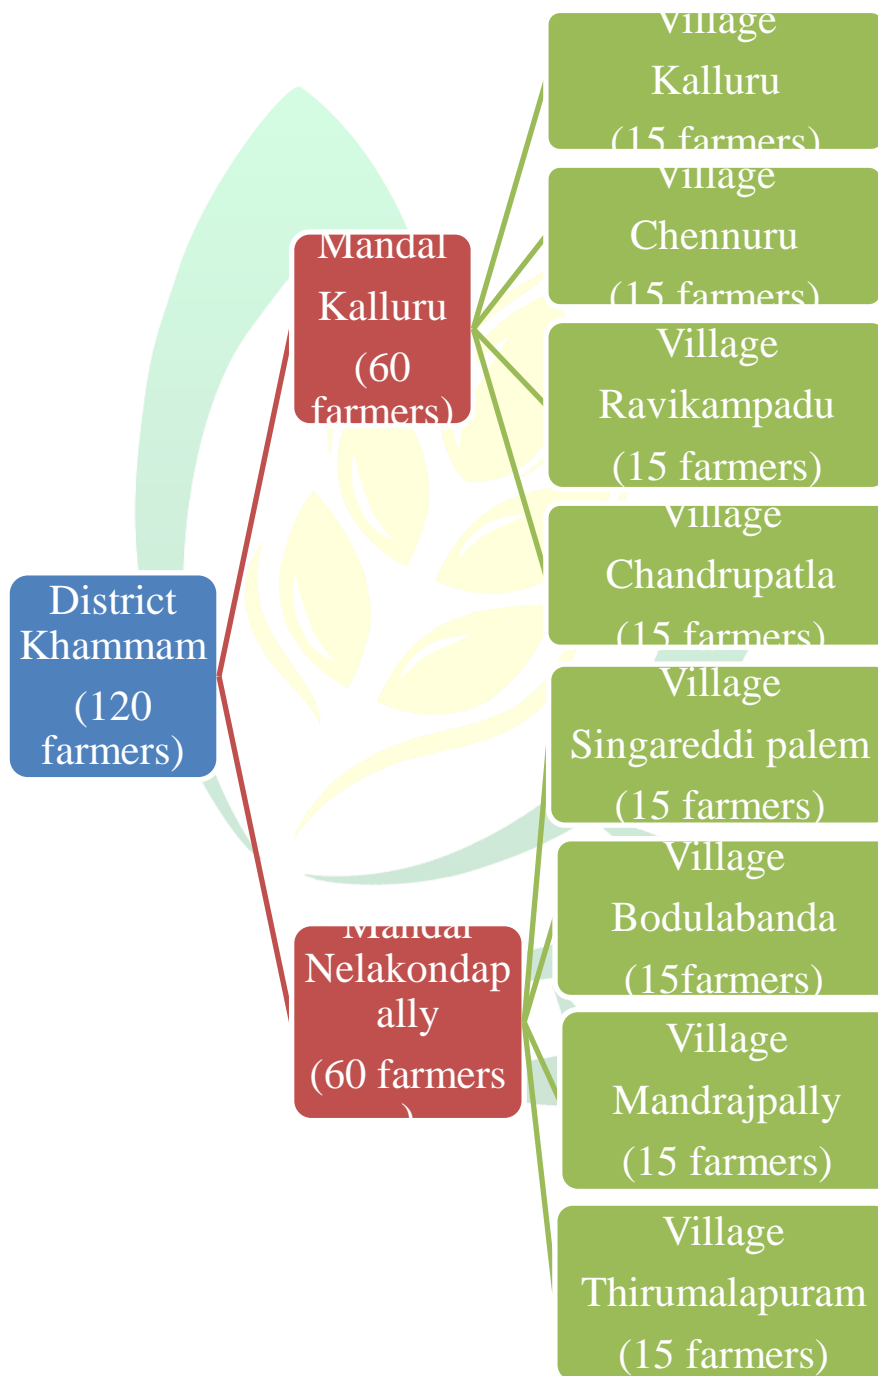 District
Khammam
(120
farmers)
Mandal
Kalluru
(60
farmers)
Village
Kalluru
(15 farmers)
Village
Chennuru
(15 farmers)
Village
Ravikampadu
(15 farmers)
Village
Chandrupatla
(15 farmers)
Mandal
Nelakondap
ally
(60 farmers
)
Village
Singareddi palem
(15 farmers)
Village
Bodulabanda
(15farmers)
Village
Mandrajpally
(15 farmers)
Village
Thirumalapuram
(15 farmers)